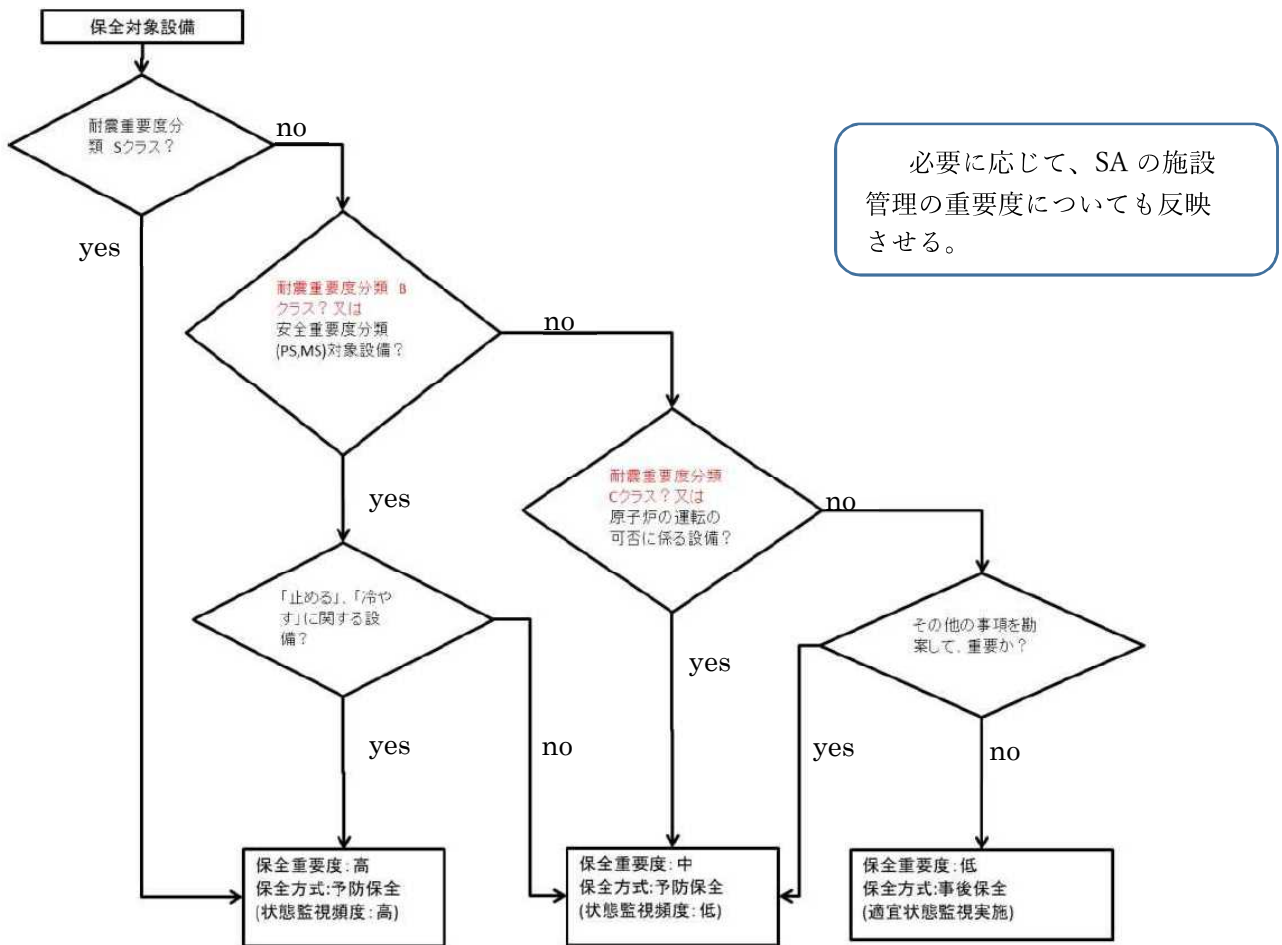 保全対象設備
耐震重要度分
類 Sクラス？
no
yes
必要に応じて、SA の施設
管理の重要度についても反映
させる。
耐震重要度分類 B
クラス？又は
安全重要度分類
(PS,MS)対象設備？
no
yes
耐震重要度分類
Cクラス？又は
原子炉の運転の
可否に係る設備？
no
yes
「止める」、「冷や
す」に関する設
備？
yes
no
その他の事項を勘
案して、重要か？
yes
no
保全重要度：高
保全方式:予防保全
(状態監視頻度：高)
保全重要度：中
保全方式:予防保全
(状態監視頻度：低)
保全重要度：低
保全方式:事後保全
(適宜状態監視実施)